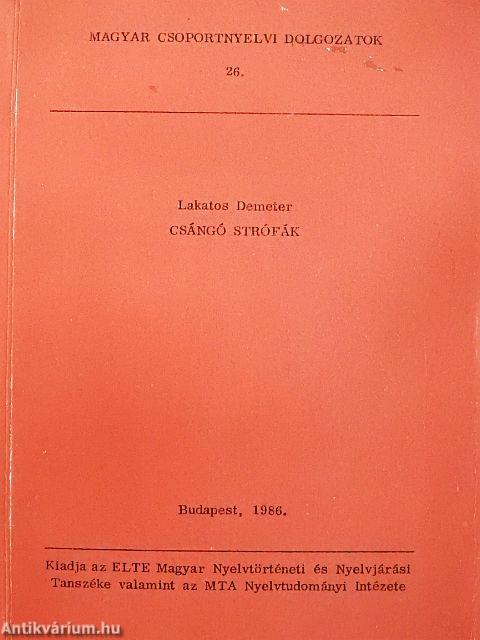 MAGYAR CSOPORTNYELVI DOLGOZATOK
26.
Lakatos Demeter
CSÁNGÓ STRÓFÁK
Budapest, 1986.
Kiadja az ELTE Magyar Nyelvtörténeti és Nyelvjárási
Tanszéke valamint az MTA Nyelvtudományi Intézete
Antikvárium.hu